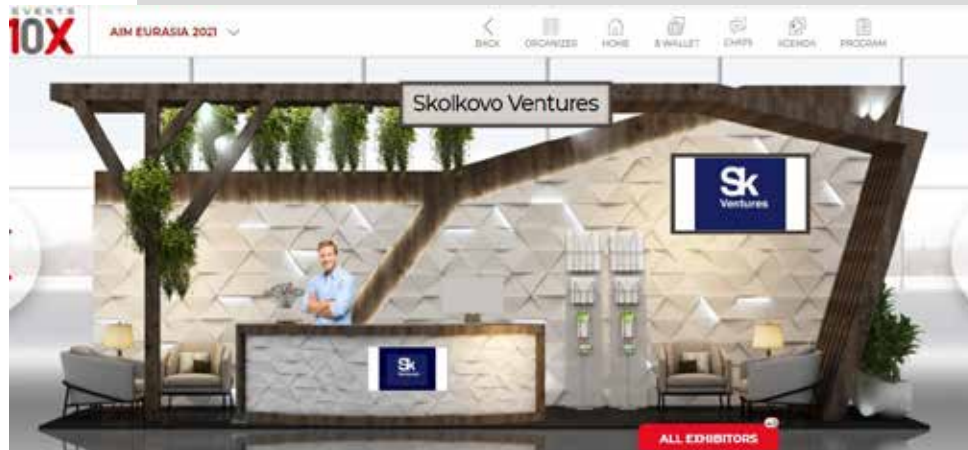 EVENTS
10X
AIM EURASIA 2021
BACK
ORGANIZER
HOME
E WALLET
CHATS
AGENDA
PROGRAM
Skolkovo Ventures
Sk
Ventures
Sk
Ventures
ALL EXHIBITORS